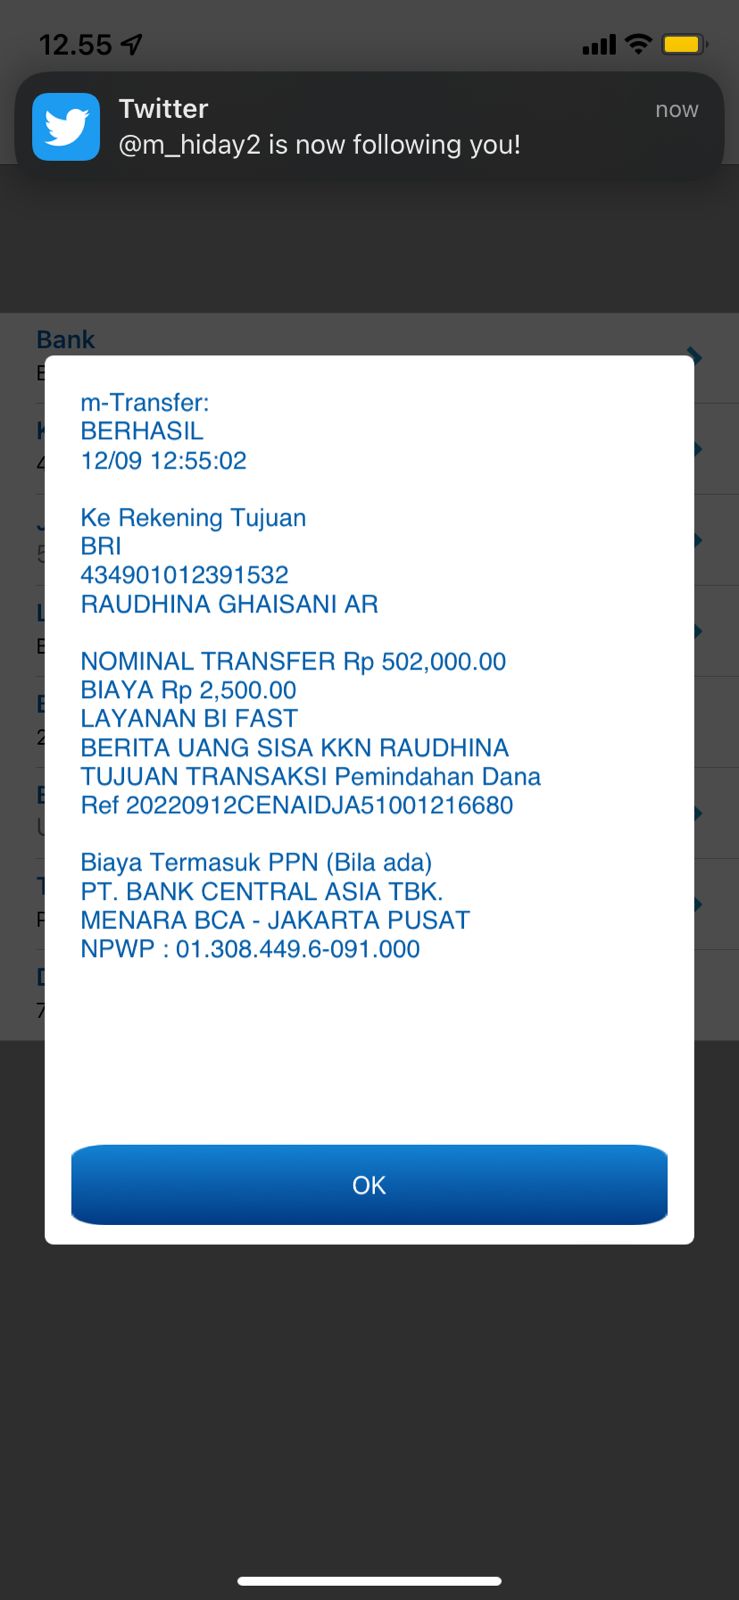 12.55
Twitter
now
@m_hiday2 is now following you!
Bank
m-Transfer:
BERHASIL
12/09 12:55:02
Ke Rekening Tujuan
BRI
434901012391532
RAUDHINA GHAISANI AR
NOMINAL TRANSFER Rp 502,000.00
BIAYA Rp 2,500.00
LAYANAN BI FAST
BERITA UANG SISA KKN RAUDHINA
TUJUAN TRANSAKSI Pemindahan Dana
Ref 20220912CENAIDJA51001216680
Biaya Termasuk PPN (Bila ada)
PT. BANK CENTRAL ASIA TBK.
MENARA BCA - JAKARTA PUSAT
NPWP : 01.308.449.6-091.000
OK